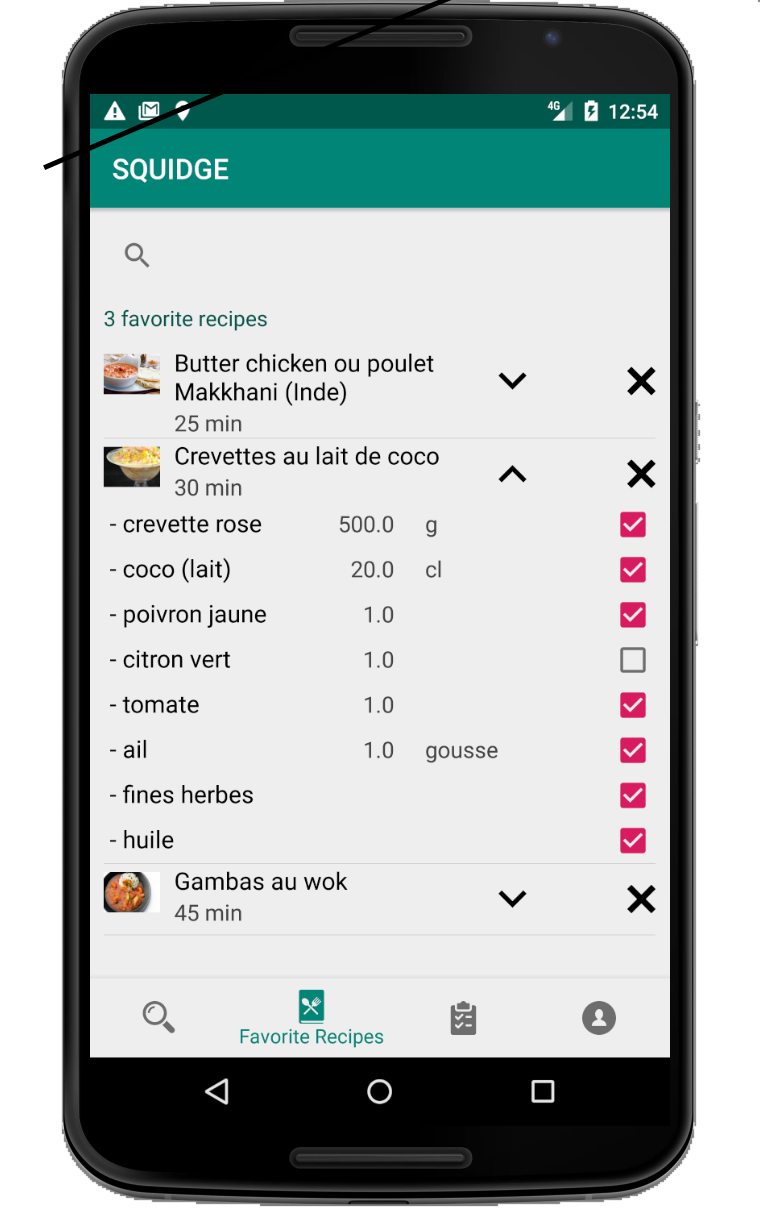 4G 12:54
SQUIDGE
3 favorite recipes
Butter chicken ou poulet
Makkhani (Inde)
25 min
Crevettes au lait de coco
30 min
- crevette rose 500.0 g
- coco (lait) 20.0 cl
- poivron jaune 1.0
- citron vert 1.0
- tomate 1.0
- ail 1.0 gousse
- fines herbes
- huile
Gambas au wok
45 min
Favorite Recipes